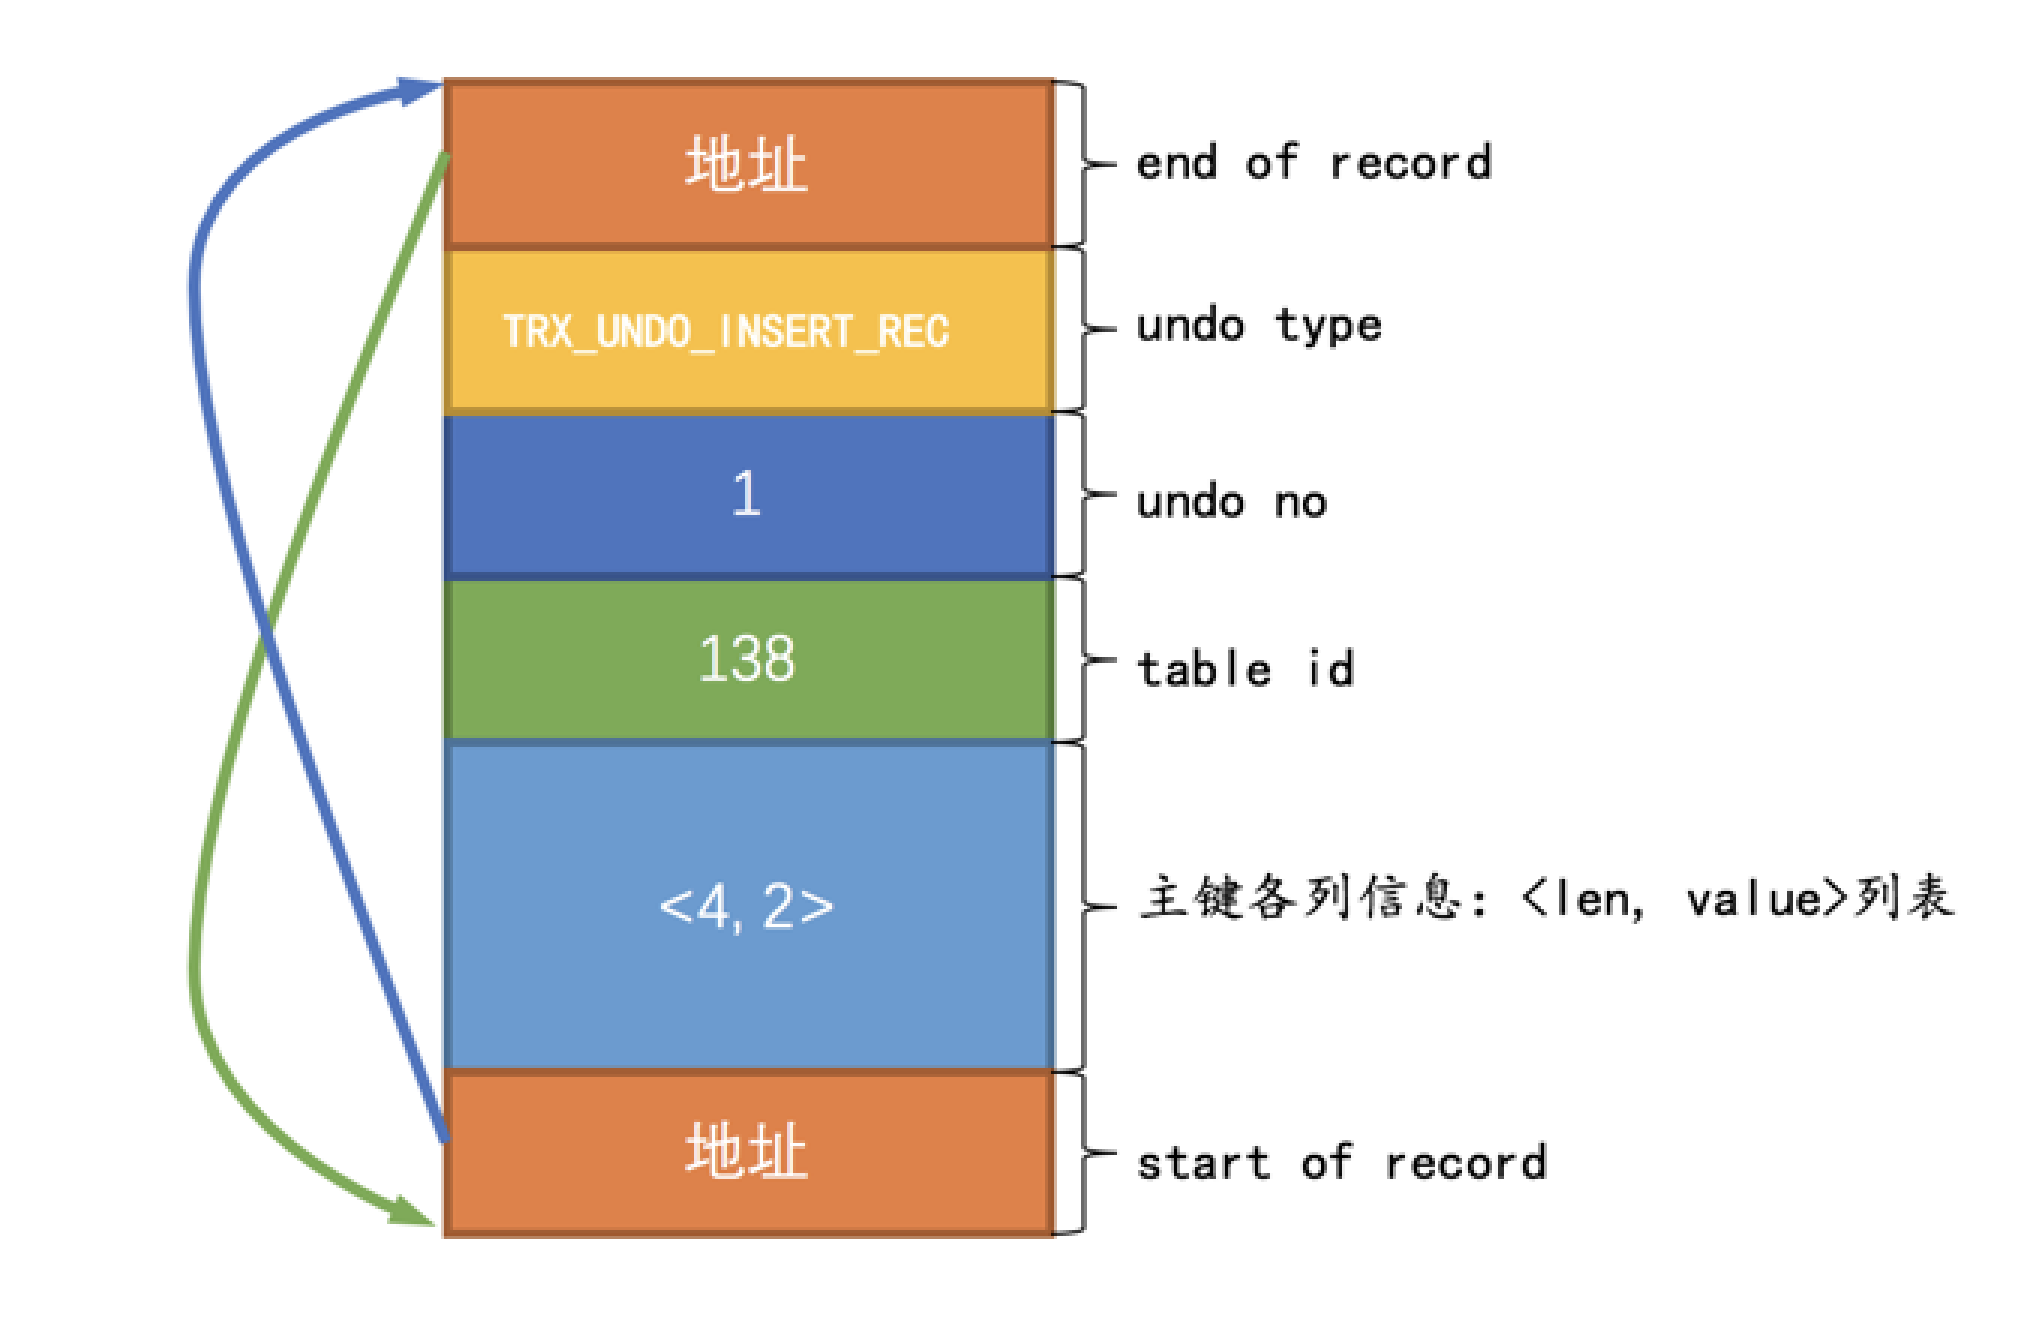 地址
end of record
TRX_UNDO_INSERT_REC
undo type
1
undo no
138
table id
<4, 2>
主键各列信息：<len, value>列表
地址
start of record